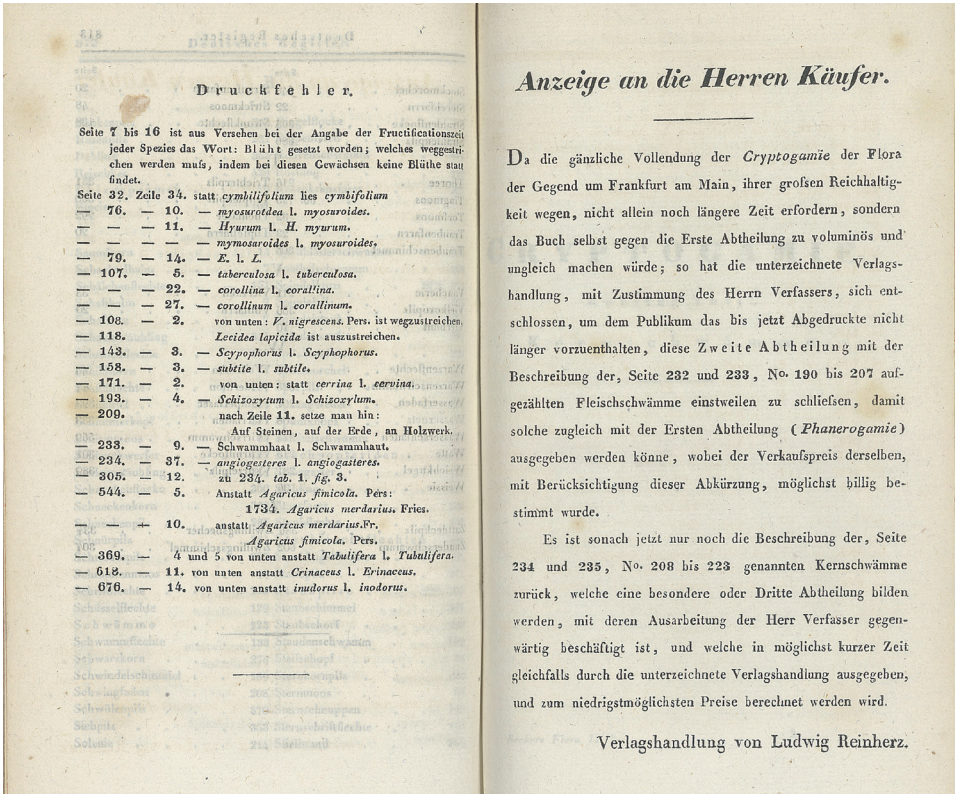 Druckfehler.
Seite 7 bis 16 ist aus Versehen bei der Angabe der Fructificationszeit
jeder Spezies das Wort: Blüht gesetzt worden; welches weggestri-
chen werden muſs, indem bei diesen Gewächsen keine Blüthe statt
findet.
Seite 32. Zeile 34. statt cymbilifolium lies cymbifolium
— 76. — 10. — myosurotdea l. myosuroides.
— — — 11. — Hyurum l. H. myurum.
— — — — — mymosaroides l. myosuroides.
— 79. — 14. — E. l. L.
— 107. — 5. — taberculosa l. tuberculosa.
— — — 22. — corollina l. corallina.
— — — 27. — corollinum l. corallinum.
— 108. — 2. von unten: V. nigrescens. Pers. ist wegzustreichen.
— 118. Lecidea lapicida ist auszustreichen.
— 143. — 3. — Scypophorus l. Scyphophorus.
— 158. — 3. — subtite l. subtile.
— 171. — 2. von unten: statt cerrina l. cervina.
— 193. — 4. — Schizoxytum l. Schizoxylum.
— 209. nach Zeile 11. setze man hin:
Auf Steinen, auf der Erde, an Holzwerk.
— 233. — 9. — Schwammhaat l. Schwammhaut.
— 234. — 37. — angiogesteres l. angiogasteres.
— 305. — 12. zu 234. tab. 1. fig. 3.
— 544. — 5. Anstatt Agaricus fimicola. Pers:
1734. Agaricus merdarius. Fries.
— — — 10. anstatt Agaricus merdarius. Fr.
Agaricus fimicola. Pers.
— 369. — 4 und 5 von unten anstatt Tabulifera l. Tubulifera.
— 618. — 11. von unten anstatt Crinaceus l. Erinaceus.
— 676. — 14. von unten anstatt inudorus l. inodorus.
Anzeige an die Herren Käufer.
Da die gänzliche Vollendung der Cryptogamie der Flora
der Gegend um Frankfurt am Main, ihrer groſsen Reichhaltig-
keit wegen, nicht allein noch längere Zeit erfordern, sondern
das Buch selbst gegen die Erste Abtheilung zu voluminös und
ungleich machen würde; so hat die unterzeichnete Verlags-
handlung, mit Zustimmung des Herrn Verfassers, sich ent-
schlossen, um dem Publikum das bis jetzt Abgedruckte nicht
länger vorzuenthalten, diese Zweite Abtheilung mit der
Beschreibung der, Seite 232 und 233, No. 190 bis 207 auf-
gezählten Fleischschwämme einstweilen zu schlieſsen, damit
solche zugleich mit der Ersten Abtheilung (Phanerogamie)
ausgegeben werden könne, wobei der Verkaufspreis derselben,
mit Berücksichtigung dieser Abkürzung, möglichst billig be-
stimmt wurde.
Es ist sonach jetzt nur noch die Beschreibung der, Seite
234 und 235, No. 208 bis 223 genannten Kernschwämme
zurück, welche eine besondere oder Dritte Abtheilung bilden
werden, mit deren Ausarbeitung der Herr Verfasser gegen-
wärtig beschäftigt ist, und welche in möglichst kurzer Zeit
gleichfalls durch die unterzeichnete Verlagshandlung ausgegeben,
und zum niedrigstmöglichsten Preise berechnet werden wird.
Verlagshandlung von Ludwig Reinherz.